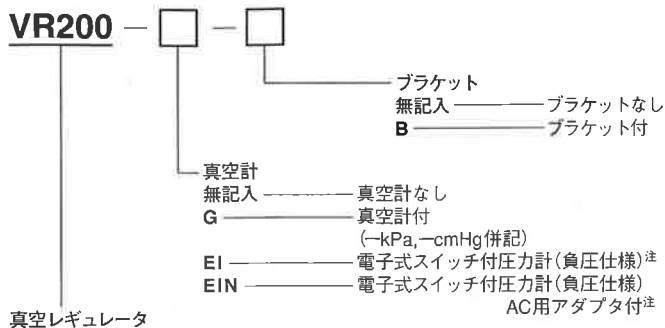 VR200 － □ － □
ブラケット
無記入 ブラケットなし
B ブラケット付
真空計
無記入 真空計なし
G 真空計付
(－kPa,－cmHg併記)
EI 電子式スイッチ付圧力計(負圧仕様)注
EIN 電子式スイッチ付圧力計(負圧仕様)
AC用アダプタ付注
真空レギュレータ